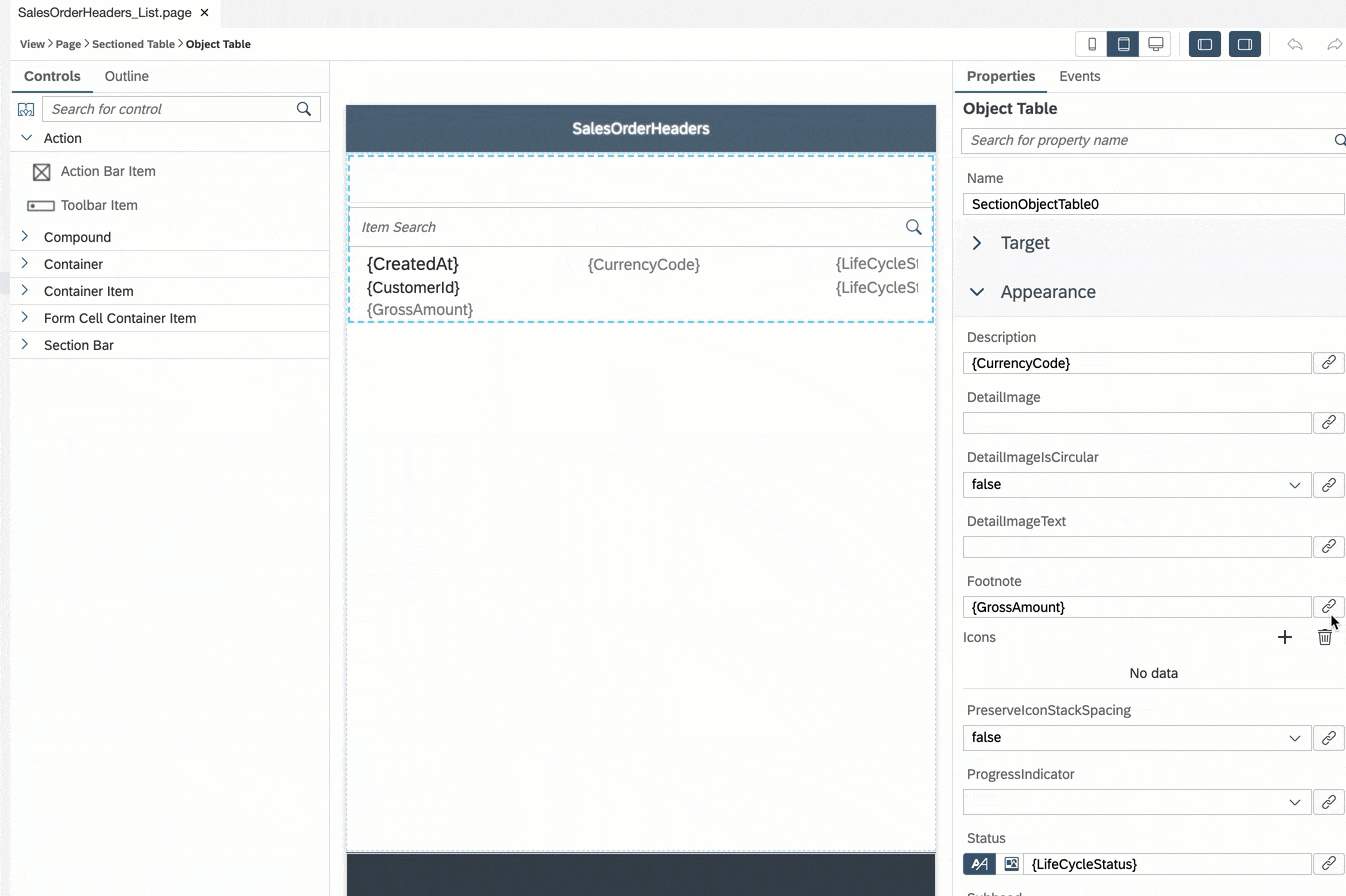 SalesOrderHeaders_List.page ×
View > Page > Sectioned Table > Object Table
Controls Outline
Search for control
Action
Action Bar Item
Toolbar Item
Compound
Container
Container Item
Form Cell Container Item
Section Bar
SalesOrderHeaders
Item Search
{CreatedAt} {CurrencyCode} {LifeCycleSt
{CustomerId} {LifeCycleSt
{GrossAmount}
Properties Events
Object Table
Search for property name
Name
SectionObjectTable0
Target
Appearance
Description
{CurrencyCode}
DetailImage
DetailImageIsCircular
false
DetailImageText
Footnote
{GrossAmount}
Icons
No data
PreserveIconStackSpacing
false
ProgressIndicator
Status
{LifeCycleStatus}